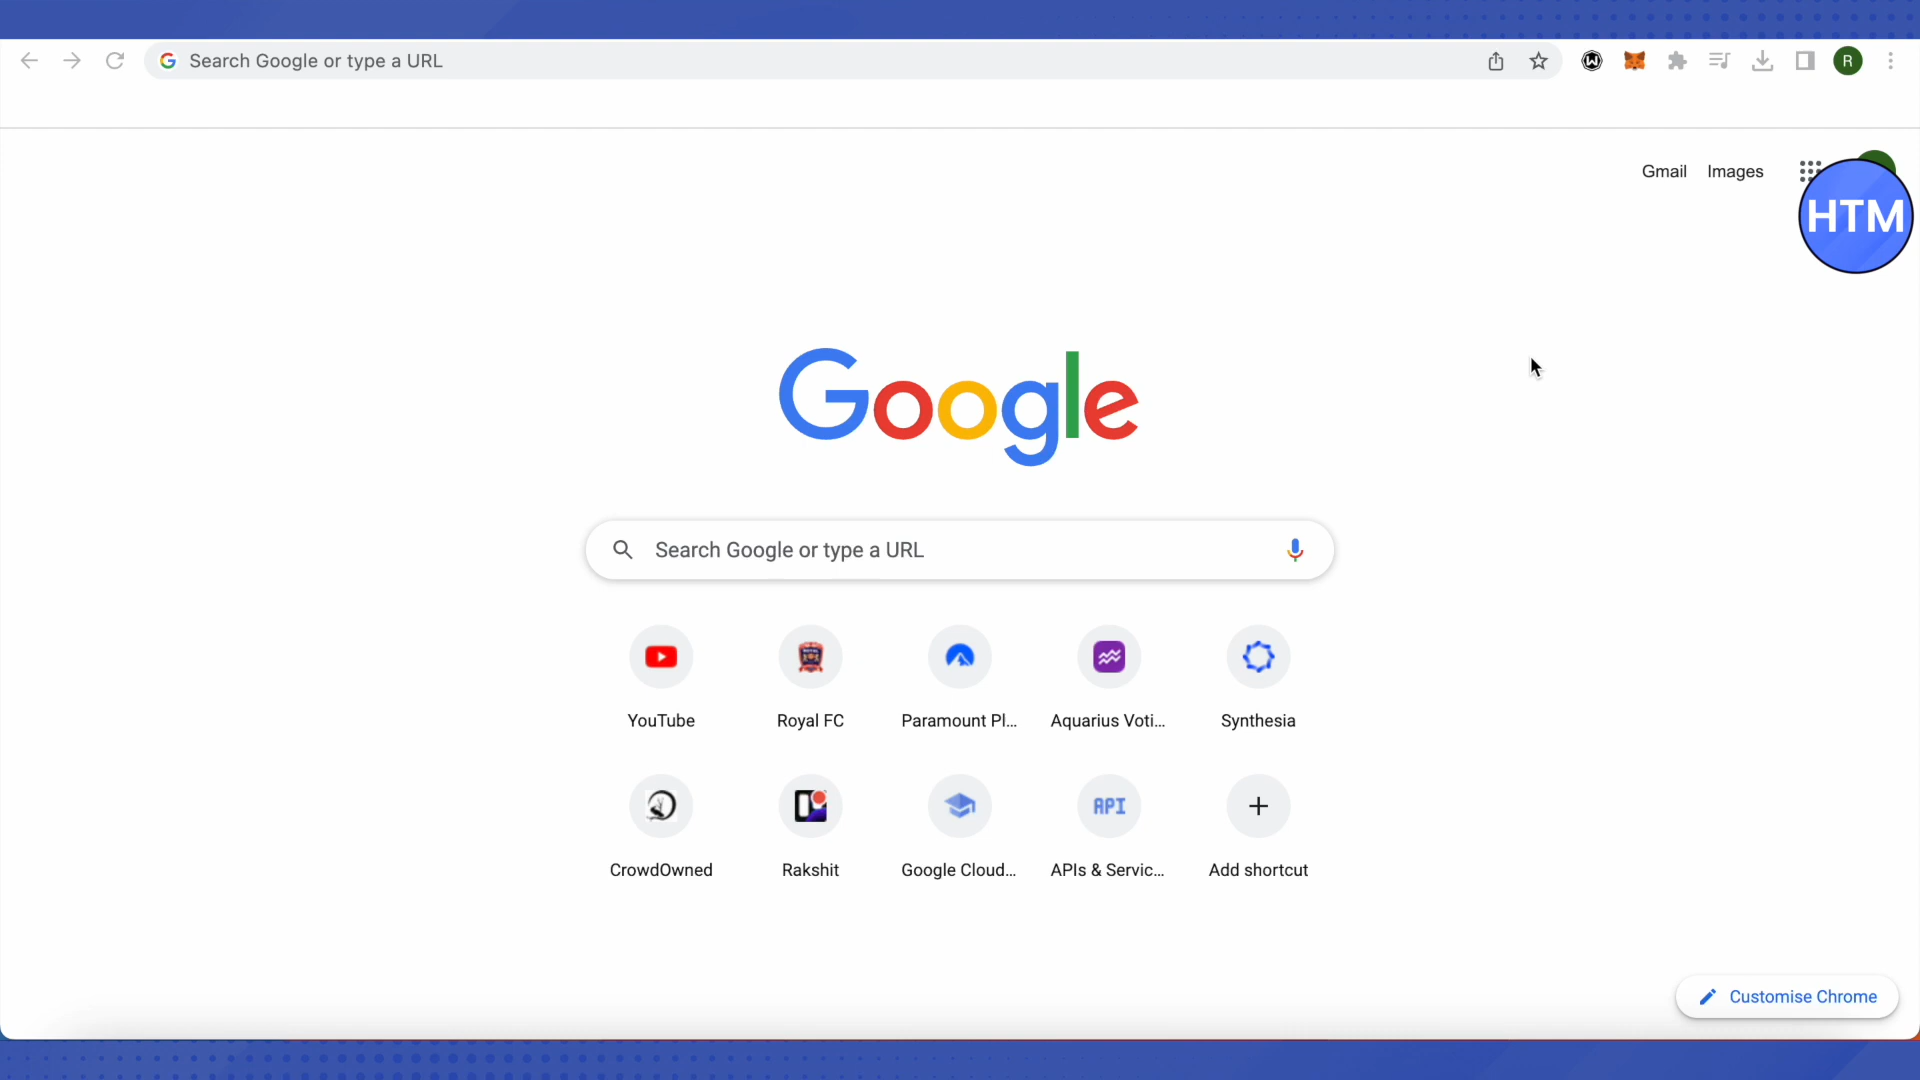 Search Google or type a URL
R
Gmail Images
HTM
Google
Search Google or type a URL
YouTube
Royal FC
Paramount Pl...
Aquarius Voti...
Synthesia
API
CrowdOwned
Rakshit
Google Cloud...
APIs & Servic...
Add shortcut
Customise Chrome